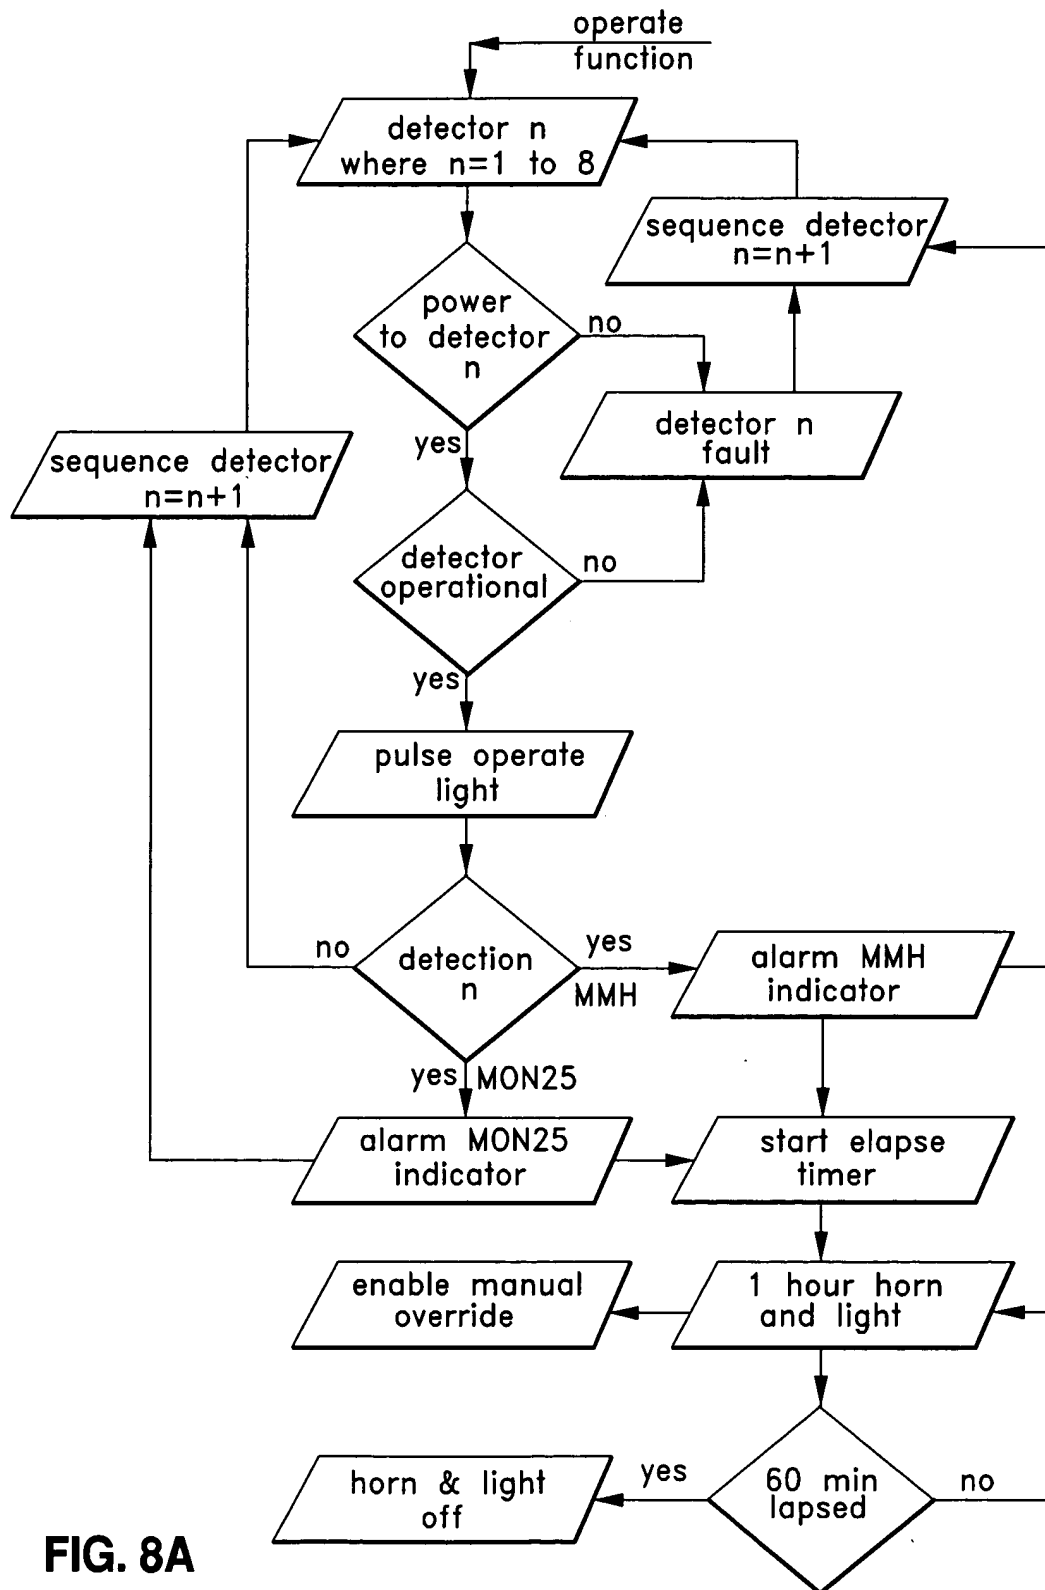 operate
function
detector n
where n=1 to 8
sequence detector
n=n+1
power
to detector
n
no
detector n
fault
yes
sequence detector
n=n+1
detector
operational
no
yes
pulse operate
light
no
detection
n
yes
MMH
alarm MMH
indicator
yes MON25
alarm MON25
indicator
start elapse
timer
enable manual
override
1 hour horn
and light
horn & light
off
yes
60 min
lapsed
no
FIG. 8A